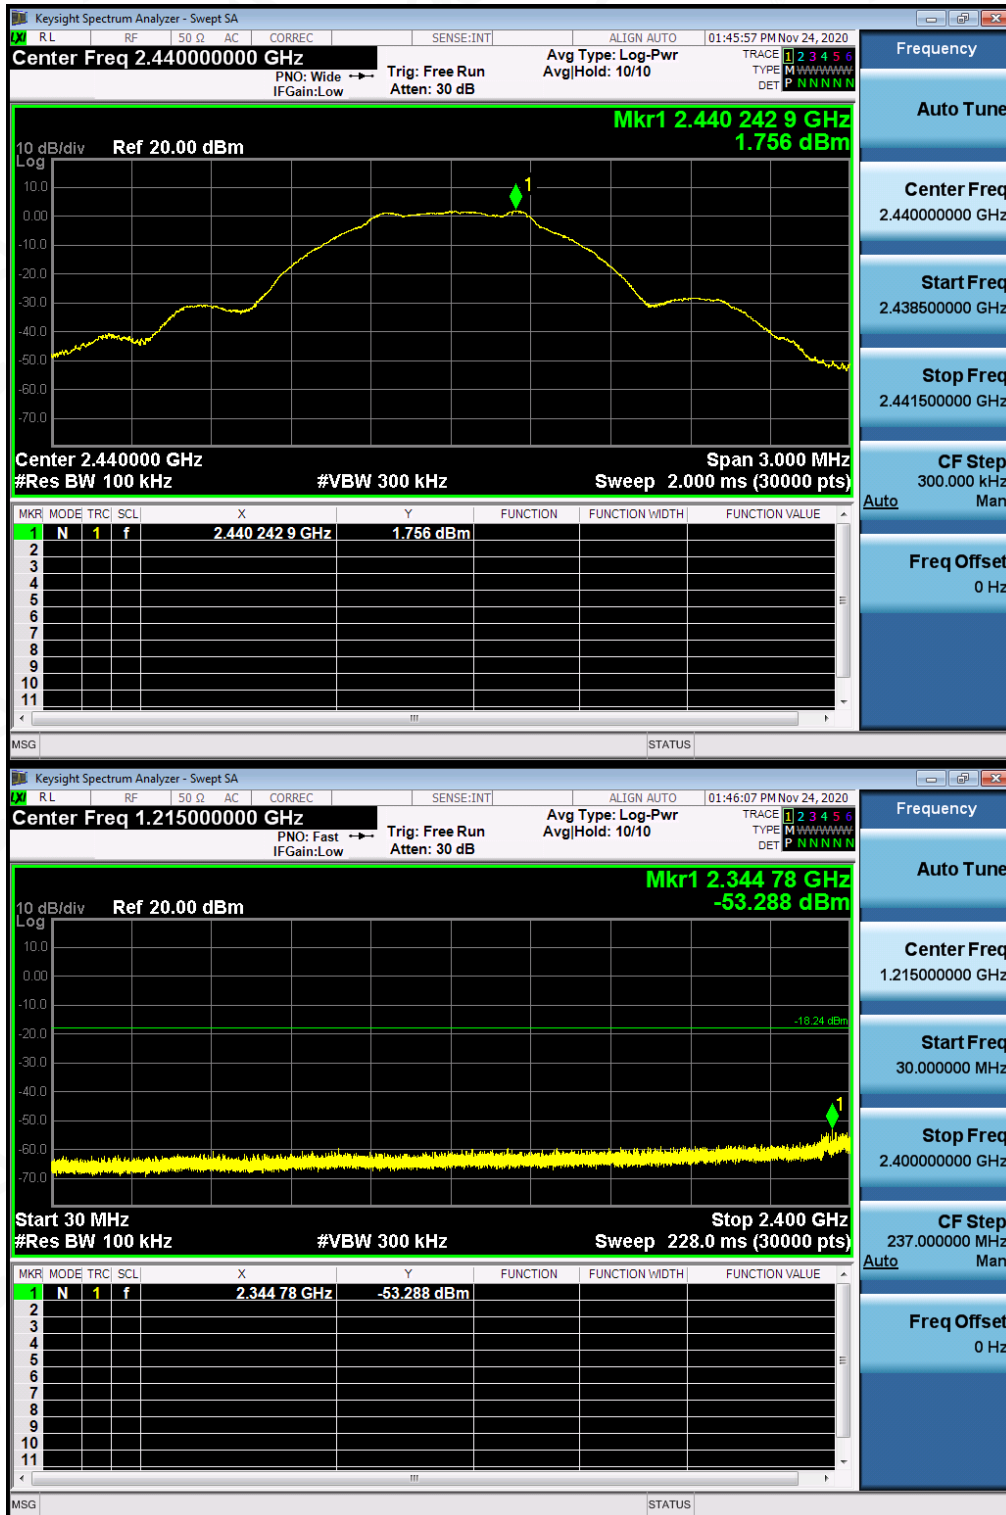 Keysight Spectrum Analyzer - Swept SA
LXI RL RF 50 Ω AC CORREC SENSE:INT ALIGN AUTO 01:45:57 PM Nov 24, 2020
Center Freq 2.440000000 GHz
PNO: Wide
IFGain:Low
Trig: Free Run
Atten: 30 dB
Avg Type: Log-Pwr
Avg|Hold: 10/10
TRACE 1 2 3 4 5 6
TYPE M WWWWW
DET P N N N N N
Mkr1 2.440 242 9 GHz
1.756 dBm
10 dB/div Ref 20.00 dBm
Log
10.0
0.00
-10.0
-20.0
-30.0
-40.0
-50.0
-60.0
-70.0
1
Center 2.440000 GHz Span 3.000 MHz
#Res BW 100 kHz #VBW 300 kHz Sweep 2.000 ms (30000 pts)
MKR MODE TRC SCL X Y FUNCTION FUNCTION WIDTH FUNCTION VALUE
1 N 1 f 2.440 242 9 GHz 1.756 dBm
2
3
4
5
6
7
8
9
10
11
MSG STATUS
Frequency
Auto Tune
Center Freq
2.440000000 GHz
Start Freq
2.438500000 GHz
Stop Freq
2.441500000 GHz
CF Step
300.000 kHz
Auto Man
Freq Offset
0 Hz
Keysight Spectrum Analyzer - Swept SA
LXI RL RF 50 Ω AC CORREC SENSE:INT ALIGN AUTO 01:46:07 PM Nov 24, 2020
Center Freq 1.215000000 GHz
PNO: Fast
IFGain:Low
Trig: Free Run
Atten: 30 dB
Avg Type: Log-Pwr
Avg|Hold: 10/10
TRACE 1 2 3 4 5 6
TYPE M WWWWW
DET P N N N N N
Mkr1 2.344 78 GHz
-53.288 dBm
10 dB/div Ref 20.00 dBm
Log
10.0
0.00
-10.0
-20.0
-30.0
-40.0
-50.0
-60.0
-70.0
-18.24 dBm
1
Start 30 MHz Stop 2.400 GHz
#Res BW 100 kHz #VBW 300 kHz Sweep 228.0 ms (30000 pts)
MKR MODE TRC SCL X Y FUNCTION FUNCTION WIDTH FUNCTION VALUE
1 N 1 f 2.344 78 GHz -53.288 dBm
2
3
4
5
6
7
8
9
10
11
MSG STATUS
Frequency
Auto Tune
Center Freq
1.215000000 GHz
Start Freq
30.000000 MHz
Stop Freq
2.400000000 GHz
CF Step
237.000000 MHz
Auto Man
Freq Offset
0 Hz